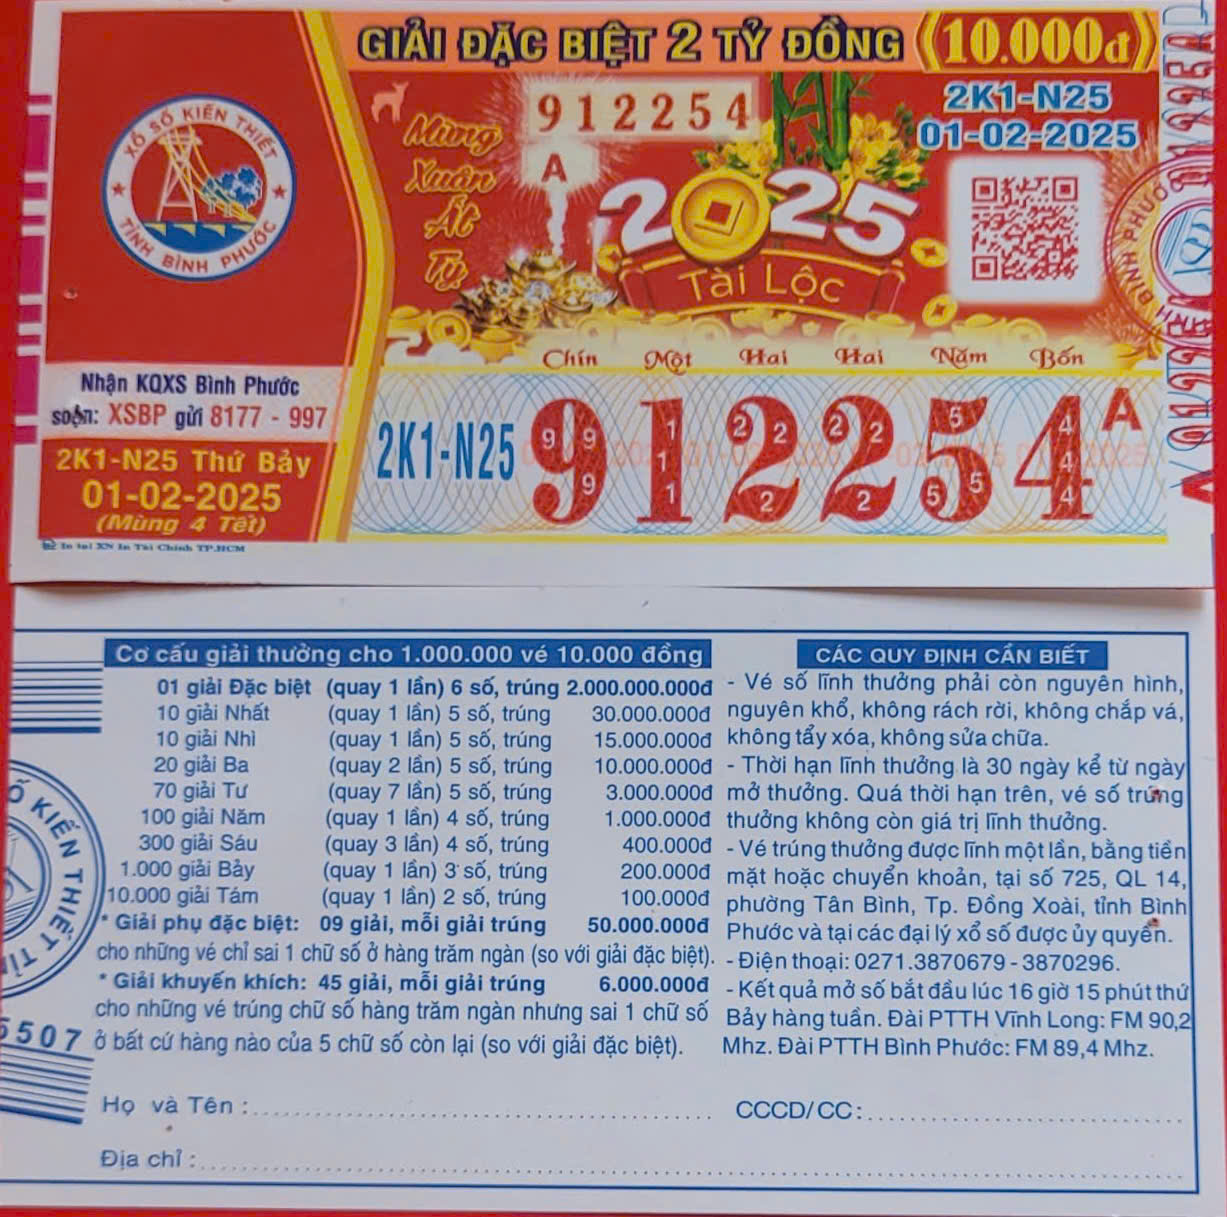 GIẢI ĐẶC BIỆT 2 TỶ ĐỒNG
10.000đ
XỔ SỐ KIẾN THIẾT
TỈNH BÌNH PHƯỚC
Mừng
Xuân
Ất
Tỵ
912254
A
2K1-N25
01-02-2025
2025
Tài Lộc
Chín Một Hai Hai Năm Bốn
Nhận KQXS Bình Phước
soạn: XSBP gửi 8177 - 997
2K1-N25 Thứ Bảy
01-02-2025
(Mùng 4 Tết)
2K1-N25 912254 A
In tại XN In Tài Chính TP.HCM
Cơ cấu giải thưởng cho 1.000.000 vé 10.000 đồng
01 giải Đặc biệt (quay 1 lần) 6 số, trúng 2.000.000.000đ
10 giải Nhất (quay 1 lần) 5 số, trúng 30.000.000đ
10 giải Nhì (quay 1 lần) 5 số, trúng 15.000.000đ
20 giải Ba (quay 2 lần) 5 số, trúng 10.000.000đ
70 giải Tư (quay 7 lần) 5 số, trúng 3.000.000đ
100 giải Năm (quay 1 lần) 4 số, trúng 1.000.000đ
300 giải Sáu (quay 3 lần) 4 số, trúng 400.000đ
1.000 giải Bảy (quay 1 lần) 3 số, trúng 200.000đ
10.000 giải Tám (quay 1 lần) 2 số, trúng 100.000đ
* Giải phụ đặc biệt: 09 giải, mỗi giải trúng 50.000.000đ
cho những vé chỉ sai 1 chữ số ở hàng trăm ngàn (so với giải đặc biệt).
* Giải khuyến khích: 45 giải, mỗi giải trúng 6.000.000đ
cho những vé trúng chữ số hàng trăm ngàn nhưng sai 1 chữ số
ở bất cứ hàng nào của 5 chữ số còn lại (so với giải đặc biệt).
CÁC QUY ĐỊNH CẦN BIẾT
- Vé số lĩnh thưởng phải còn nguyên hình,
nguyên khổ, không rách rời, không chắp vá,
không tẩy xóa, không sửa chữa.
- Thời hạn lĩnh thưởng là 30 ngày kể từ ngày
mở thưởng. Quá thời hạn trên, vé số trúng
thưởng không còn giá trị lĩnh thưởng.
- Vé trúng thưởng được lĩnh một lần, bằng tiền
mặt hoặc chuyển khoản, tại số 725, QL 14,
phường Tân Bình, Tp. Đồng Xoài, tỉnh Bình
Phước và tại các đại lý xổ số được ủy quyền.
- Điện thoại: 0271.3870679 - 3870296.
- Kết quả mở số bắt đầu lúc 16 giờ 15 phút thứ
Bảy hàng tuần. Đài PTTH Vĩnh Long: FM 90,2
Mhz. Đài PTTH Bình Phước: FM 89,4 Mhz.
KIẾN THIẾT
5507
Họ và Tên :
CCCD/CC:
Địa chỉ :